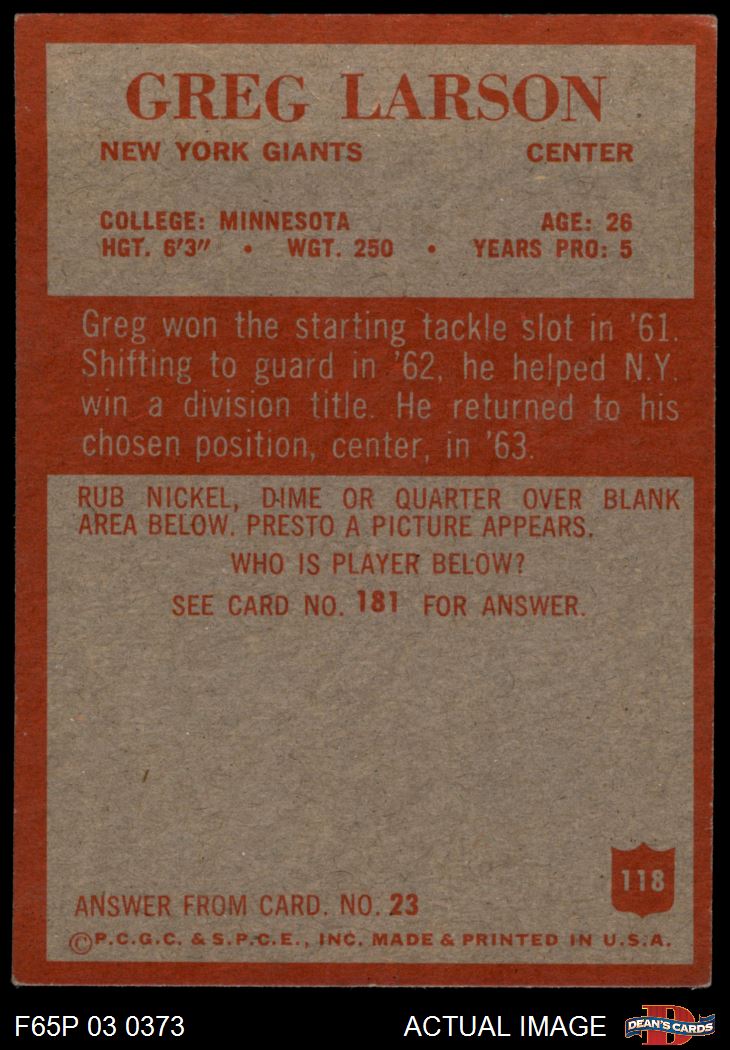 GREG LARSON
NEW YORK GIANTS CENTER
COLLEGE: MINNESOTA AGE: 26
HGT. 6'3" • WGT. 250 • YEARS PRO: 5
Greg won the starting tackle slot in '61.
Shifting to guard in '62, he helped N.Y.
win a division title. He returned to his
chosen position, center, in '63.
RUB NICKEL, DIME OR QUARTER OVER BLANK
AREA BELOW. PRESTO A PICTURE APPEARS.
WHO IS PLAYER BELOW?
SEE CARD NO. 181 FOR ANSWER.
118
ANSWER FROM CARD. NO. 23
©P.C.G.C. & S.P.C.E., INC. MADE & PRINTED IN U.S.A.
F65P 03 0373 ACTUAL IMAGE D DEAN'S CARDS